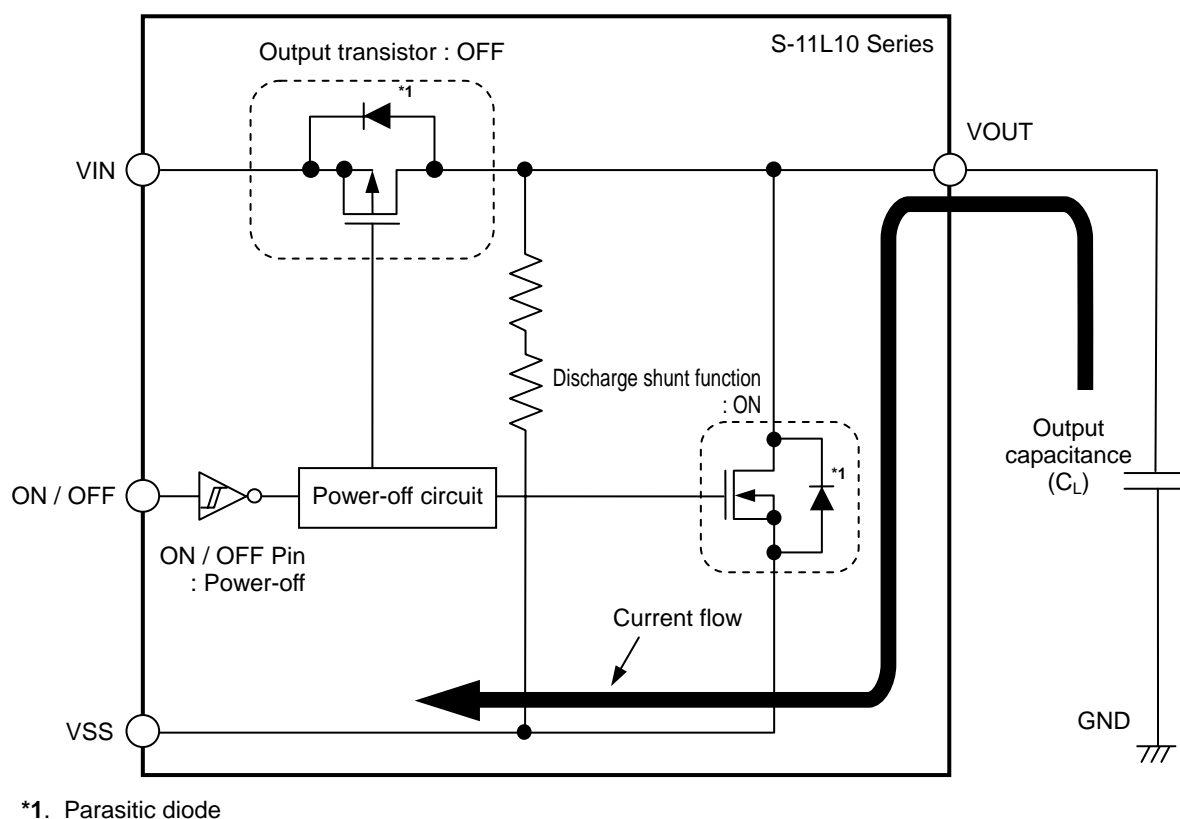 S-11L10 Series
Output transistor : OFF
*1
VIN
VOUT
Discharge shunt function
: ON
*1
Output
capacitance
(CL)
ON / OFF
Power-off circuit
ON / OFF Pin
: Power-off
Current flow
VSS
GND
*1. Parasitic diode